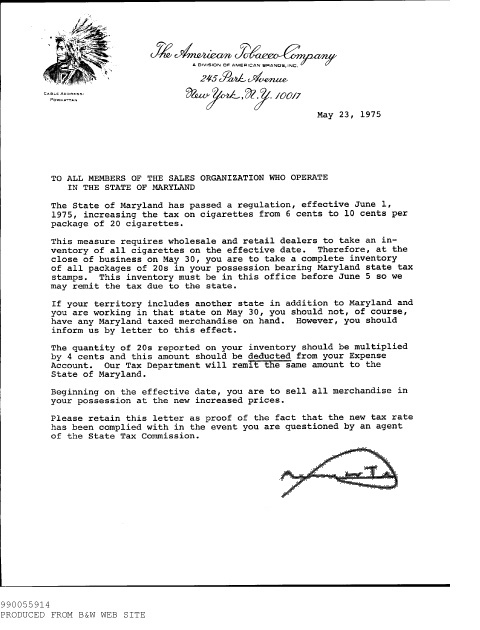 The American Tobacco Company
A DIVISION OF AMERICAN BRANDS, INC.
245 Park Avenue
New York, N.Y. 10017
CABLE ADDRESS:
POWHATTAN
May 23, 1975
TO ALL MEMBERS OF THE SALES ORGANIZATION WHO OPERATE
IN THE STATE OF MARYLAND
The State of Maryland has passed a regulation, effective June 1,
1975, increasing the tax on cigarettes from 6 cents to 10 cents per
package of 20 cigarettes.
This measure requires wholesale and retail dealers to take an in-
ventory of all cigarettes on the effective date. Therefore, at the
close of business on May 30, you are to take a complete inventory
of all packages of 20s in your possession bearing Maryland state tax
stamps. This inventory must be in this office before June 5 so we
may remit the tax due to the state.
If your territory includes another state in addition to Maryland and
you are working in that state on May 30, you should not, of course,
have any Maryland taxed merchandise on hand. However, you should
inform us by letter to this effect.
The quantity of 20s reported on your inventory should be multiplied
by 4 cents and this amount should be deducted from your Expense
Account. Our Tax Department will remit the same amount to the
State of Maryland.
Beginning on the effective date, you are to sell all merchandise in
your possession at the new increased prices.
Please retain this letter as proof of the fact that the new tax rate
has been complied with in the event you are questioned by an agent
of the State Tax Commission.
990055914
PRODUCED FROM B&W WEB SITE